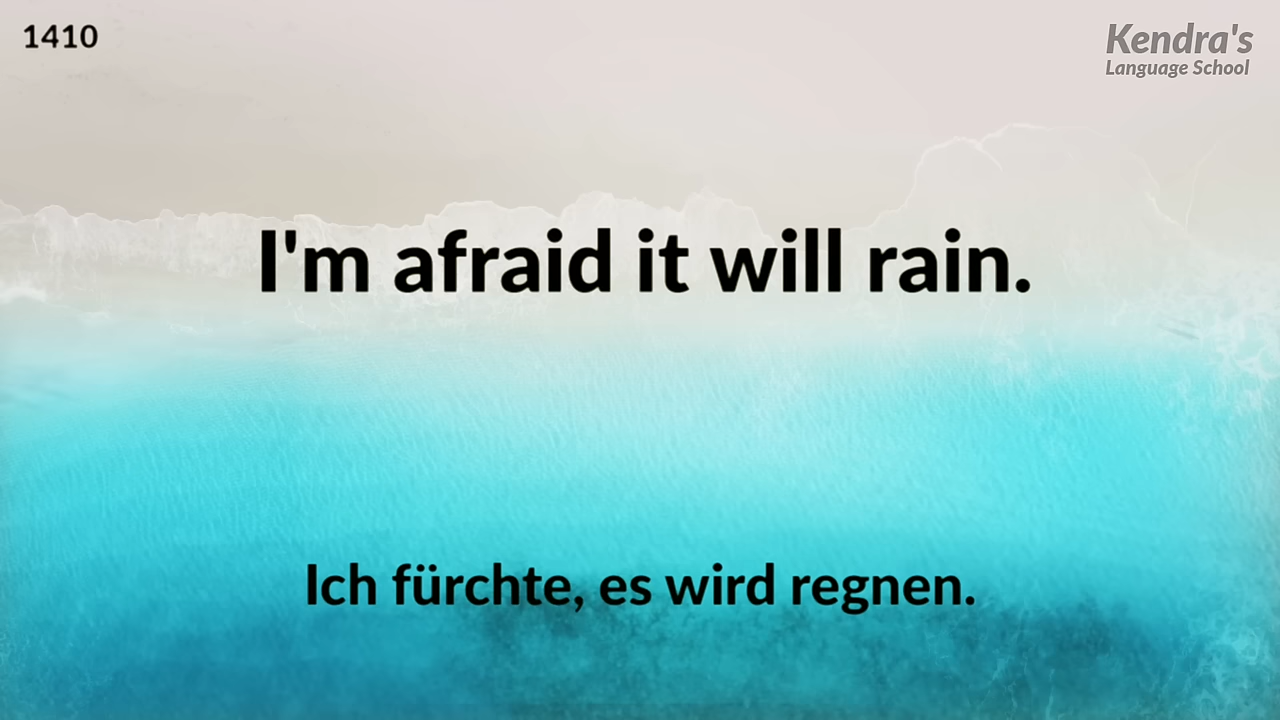 1410
Kendra's
Language School
I'm afraid it will rain.
Ich fürchte, es wird regnen.